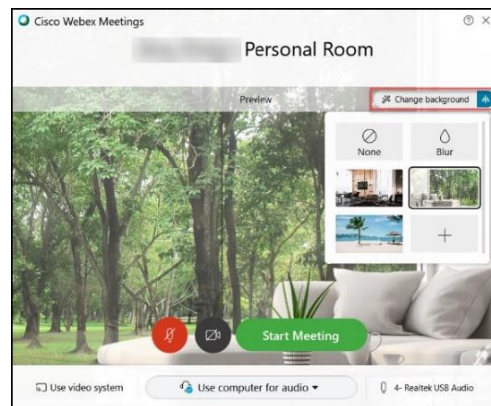 Cisco Webex Meetings
Personal Room
Preview
Change background
None
Blur
Start Meeting
Use video system
Use computer for audio
4- Realtek USB Audio